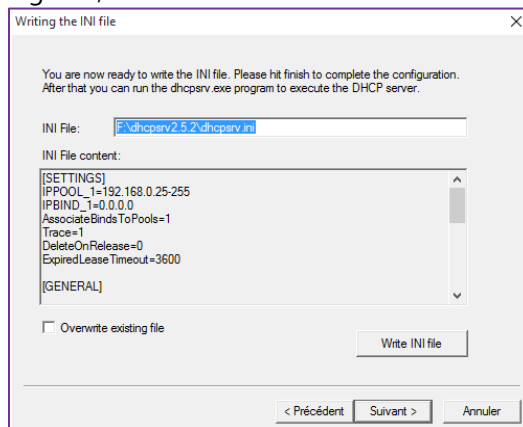 Writing the INI file
You are now ready to write the INI file. Please hit finish to complete the configuration.
After that you can run the dhcpsrv.exe program to execute the DHCP server.
INI File: F:\dhcpsrv2.5.2\dhcpsrv.ini
INI File content:
[SETTINGS]
IPPOOL_1=192.168.0.25-255
IPBIND_1=0.0.0.0
AssociateBindsToPools=1
Trace=1
DeleteOnRelease=0
ExpiredLeaseTimeout=3600
[GENERAL]
Overwrite existing file
Write INI file
< Précédent Suivant > Annuler